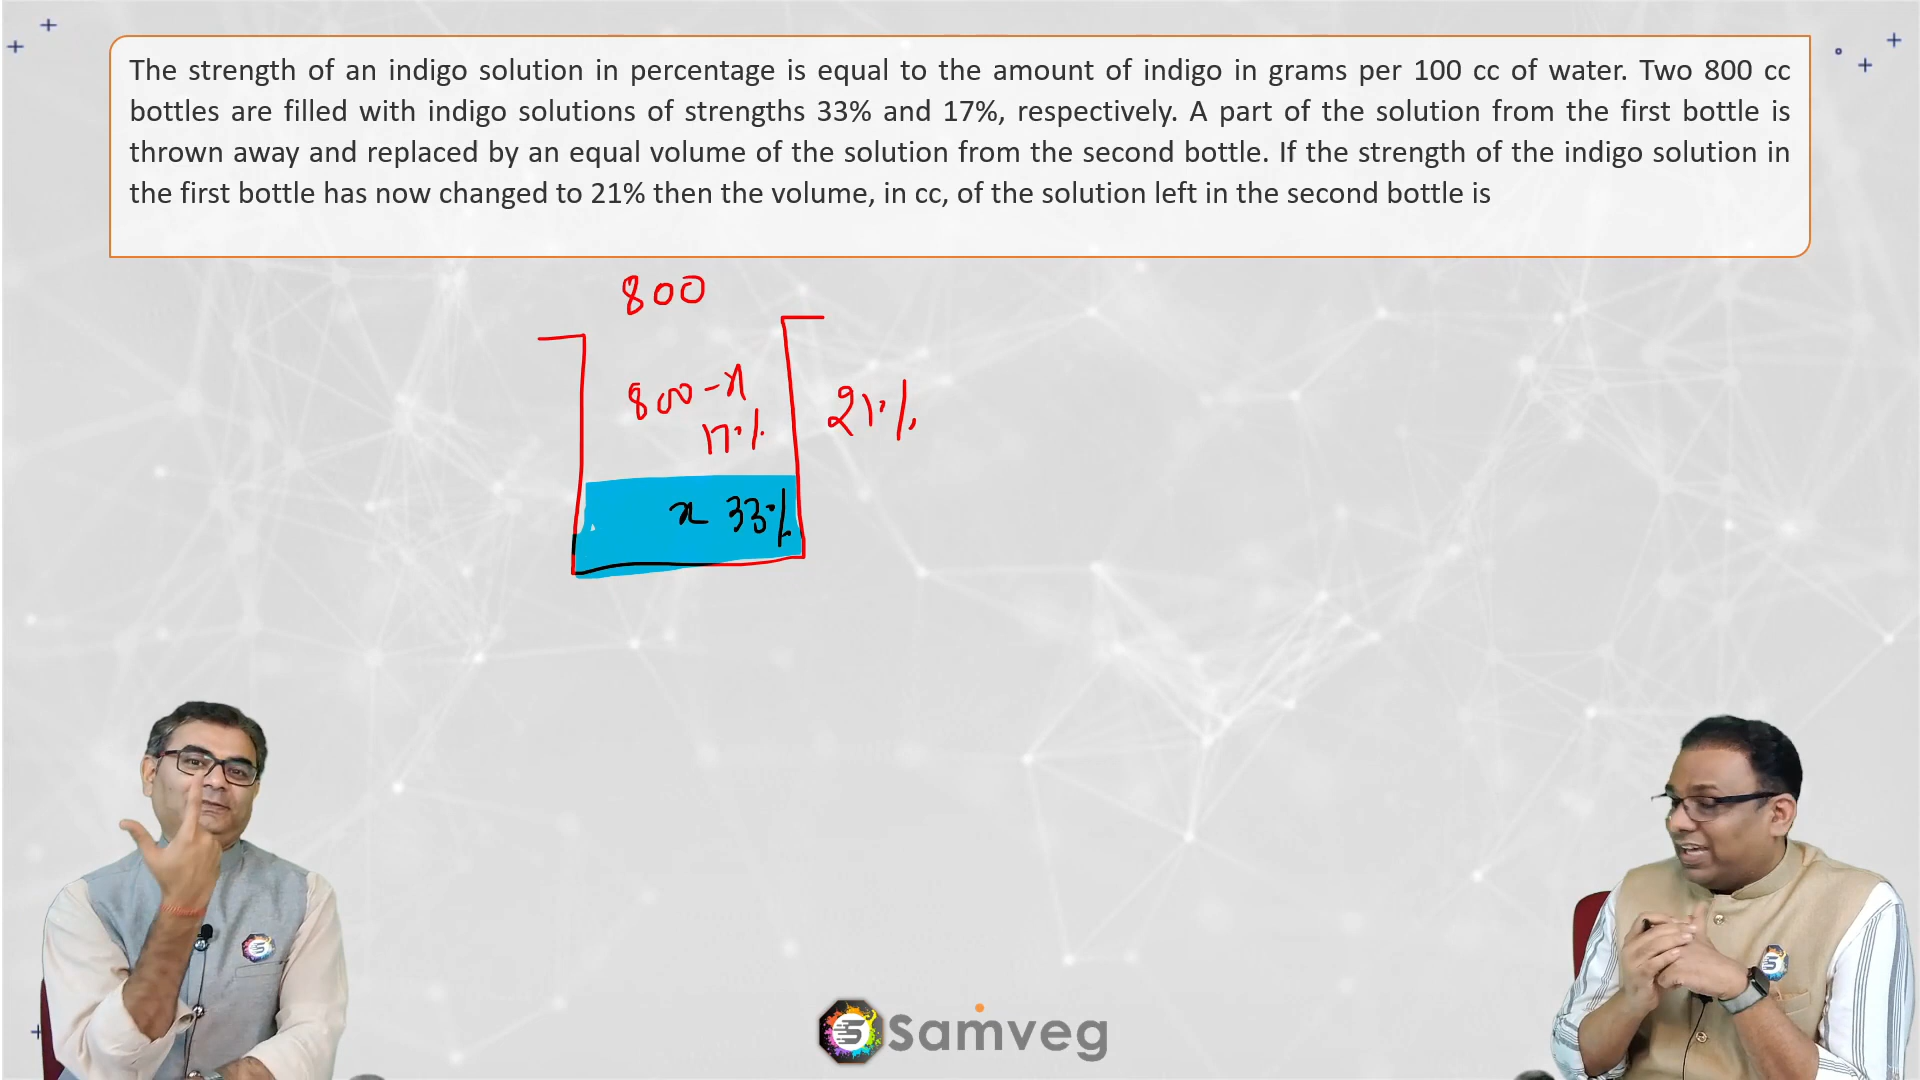 The strength of an indigo solution in percentage is equal to the amount of indigo in grams per 100 cc of water. Two 800 cc
bottles are filled with indigo solutions of strengths 33% and 17%, respectively. A part of the solution from the first bottle is
thrown away and replaced by an equal volume of the solution from the second bottle. If the strength of the indigo solution in
the first bottle has now changed to 21% then the volume, in cc, of the solution left in the second bottle is
800
800-x
17%
21%
x 33%
Samveg